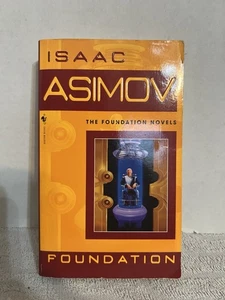 ISAAC
ASIMOV
THE FOUNDATION NOVELS
FOUNDATION